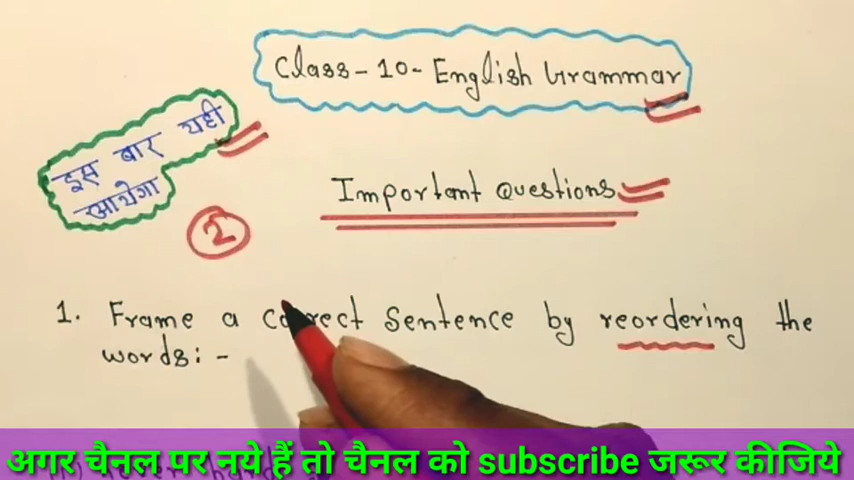 Class-10-English Grammar
इस बार यही
आयेगा
Important Questions
2
1. Frame a correct Sentence by reordering the
words:-
अगर चैनल पर नये हैं तो चैनल को subscribe जरूर कीजिये